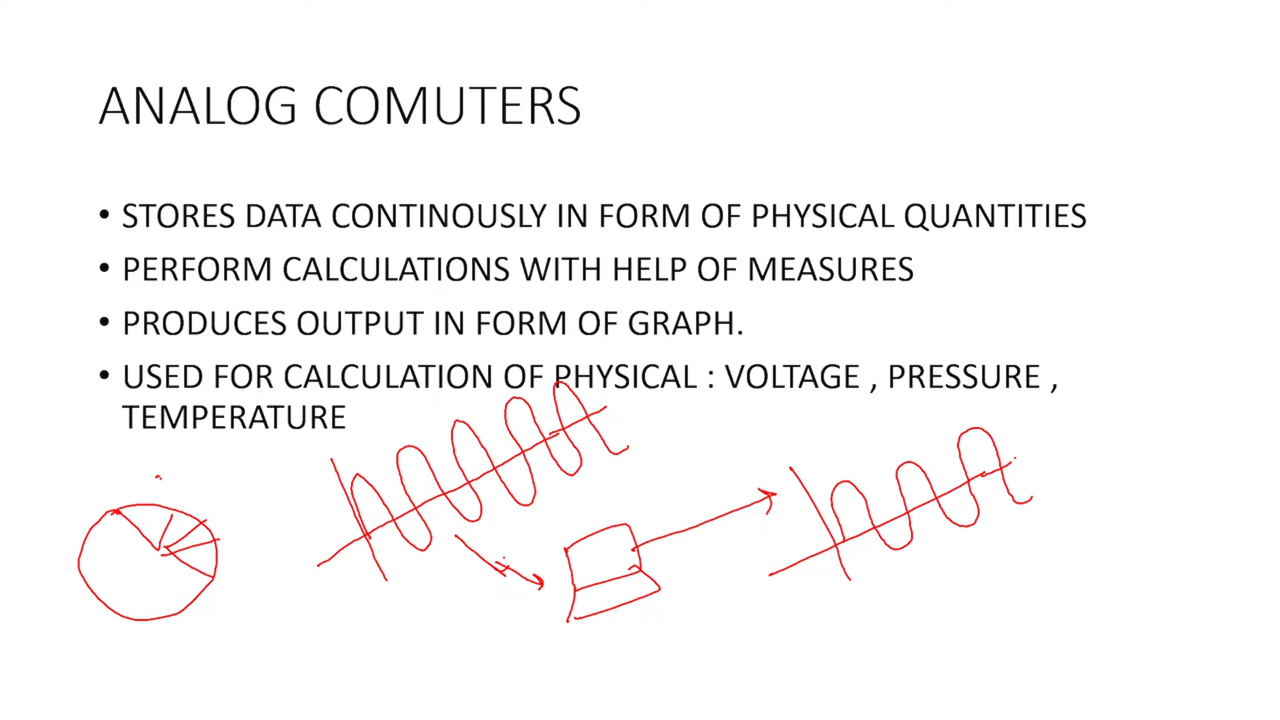 ANALOG COMUTERS
• STORES DATA CONTINOUSLY IN FORM OF PHYSICAL QUANTITIES
• PERFORM CALCULATIONS WITH HELP OF MEASURES
• PRODUCES OUTPUT IN FORM OF GRAPH.
• USED FOR CALCULATION OF PHYSICAL : VOLTAGE , PRESSURE ,
TEMPERATURE